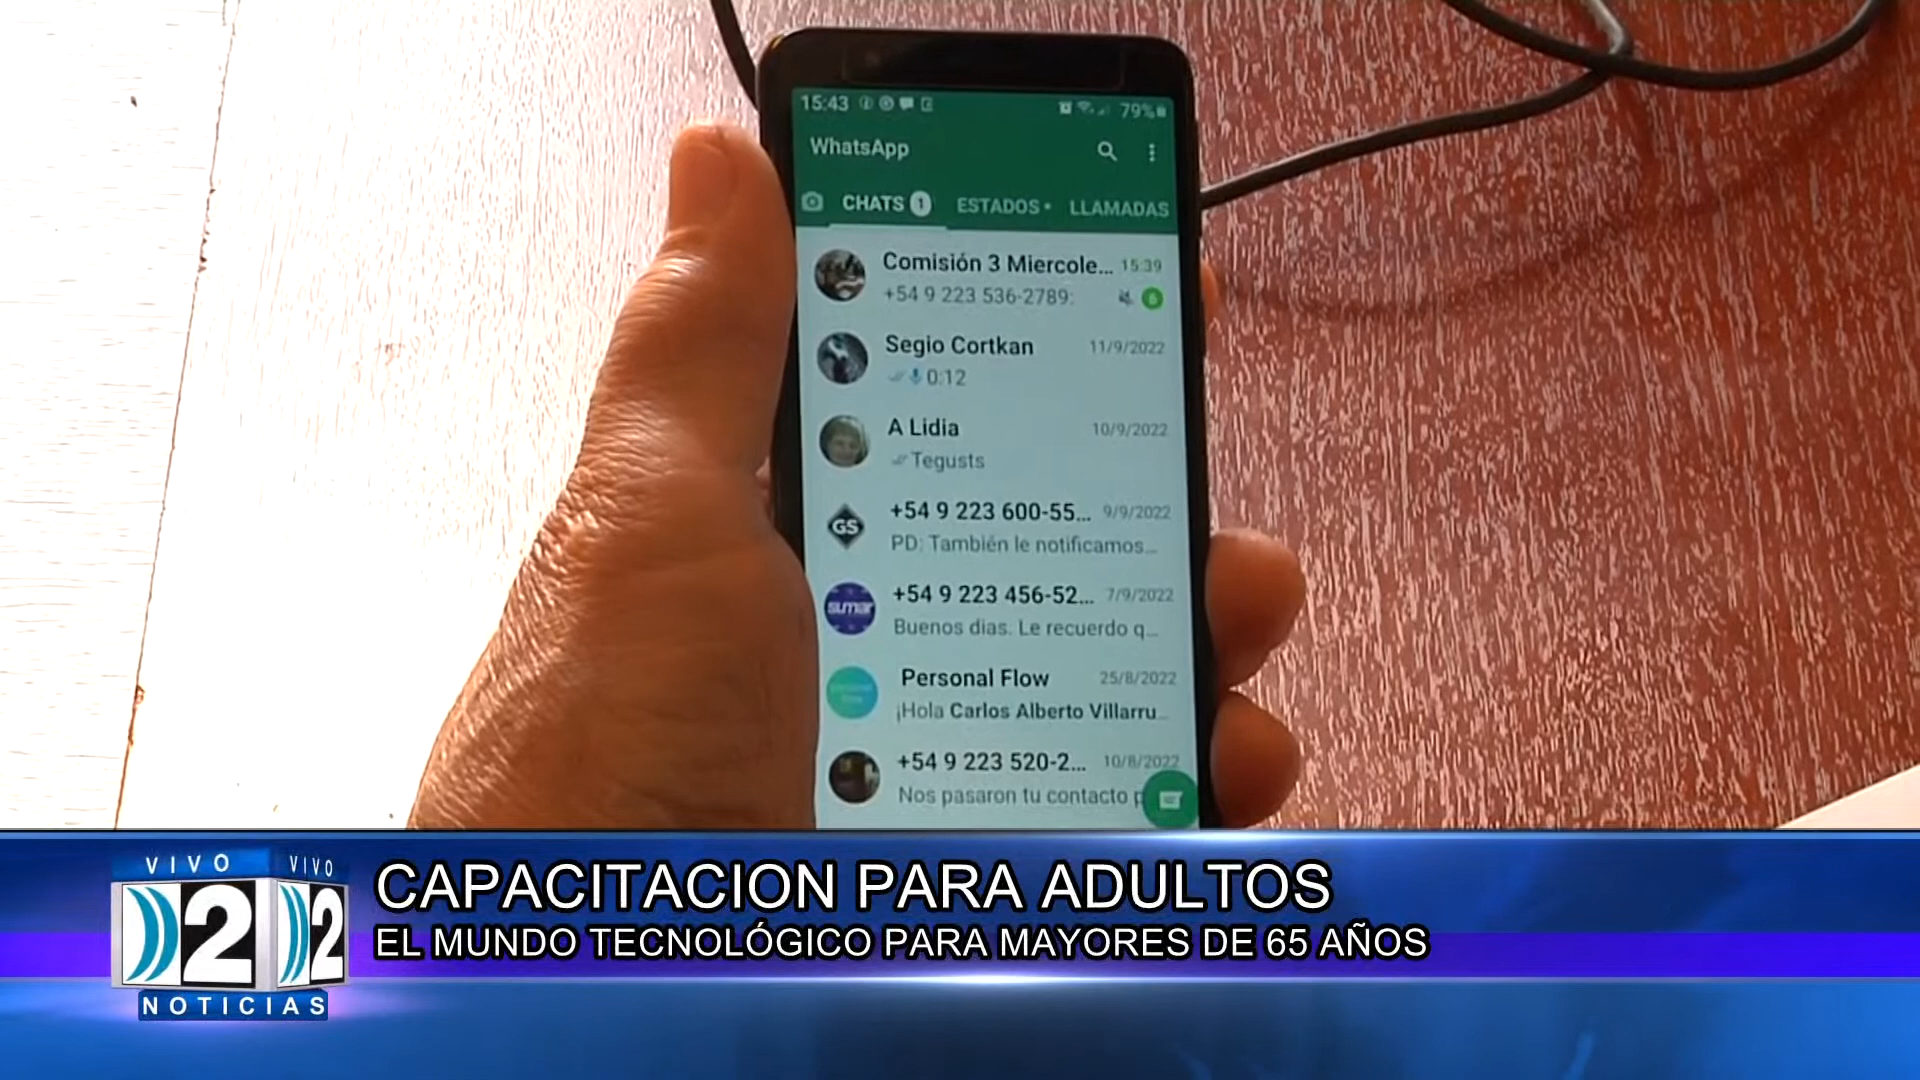 15:43
79%
WhatsApp
CHATS 1
ESTADOS
LLAMADAS
Comisión 3 Miercole... 15:39
+54 9 223 536-2789: 6
Segio Cortkan 11/9/2022
0:12
A Lidia 10/9/2022
Tegusts
GS
+54 9 223 600-55... 9/9/2022
PD: También le notificamos...
sumar
+54 9 223 456-52... 7/9/2022
Buenos dias. Le recuerdo q...
Personal Flow 25/8/2022
¡Hola Carlos Alberto Villarru...
+54 9 223 520-2... 10/8/2022
Nos pasaron tu contacto p
VIVO VIVO
2 2
NOTICIAS
CAPACITACION PARA ADULTOS
EL MUNDO TECNOLÓGICO PARA MAYORES DE 65 AÑOS